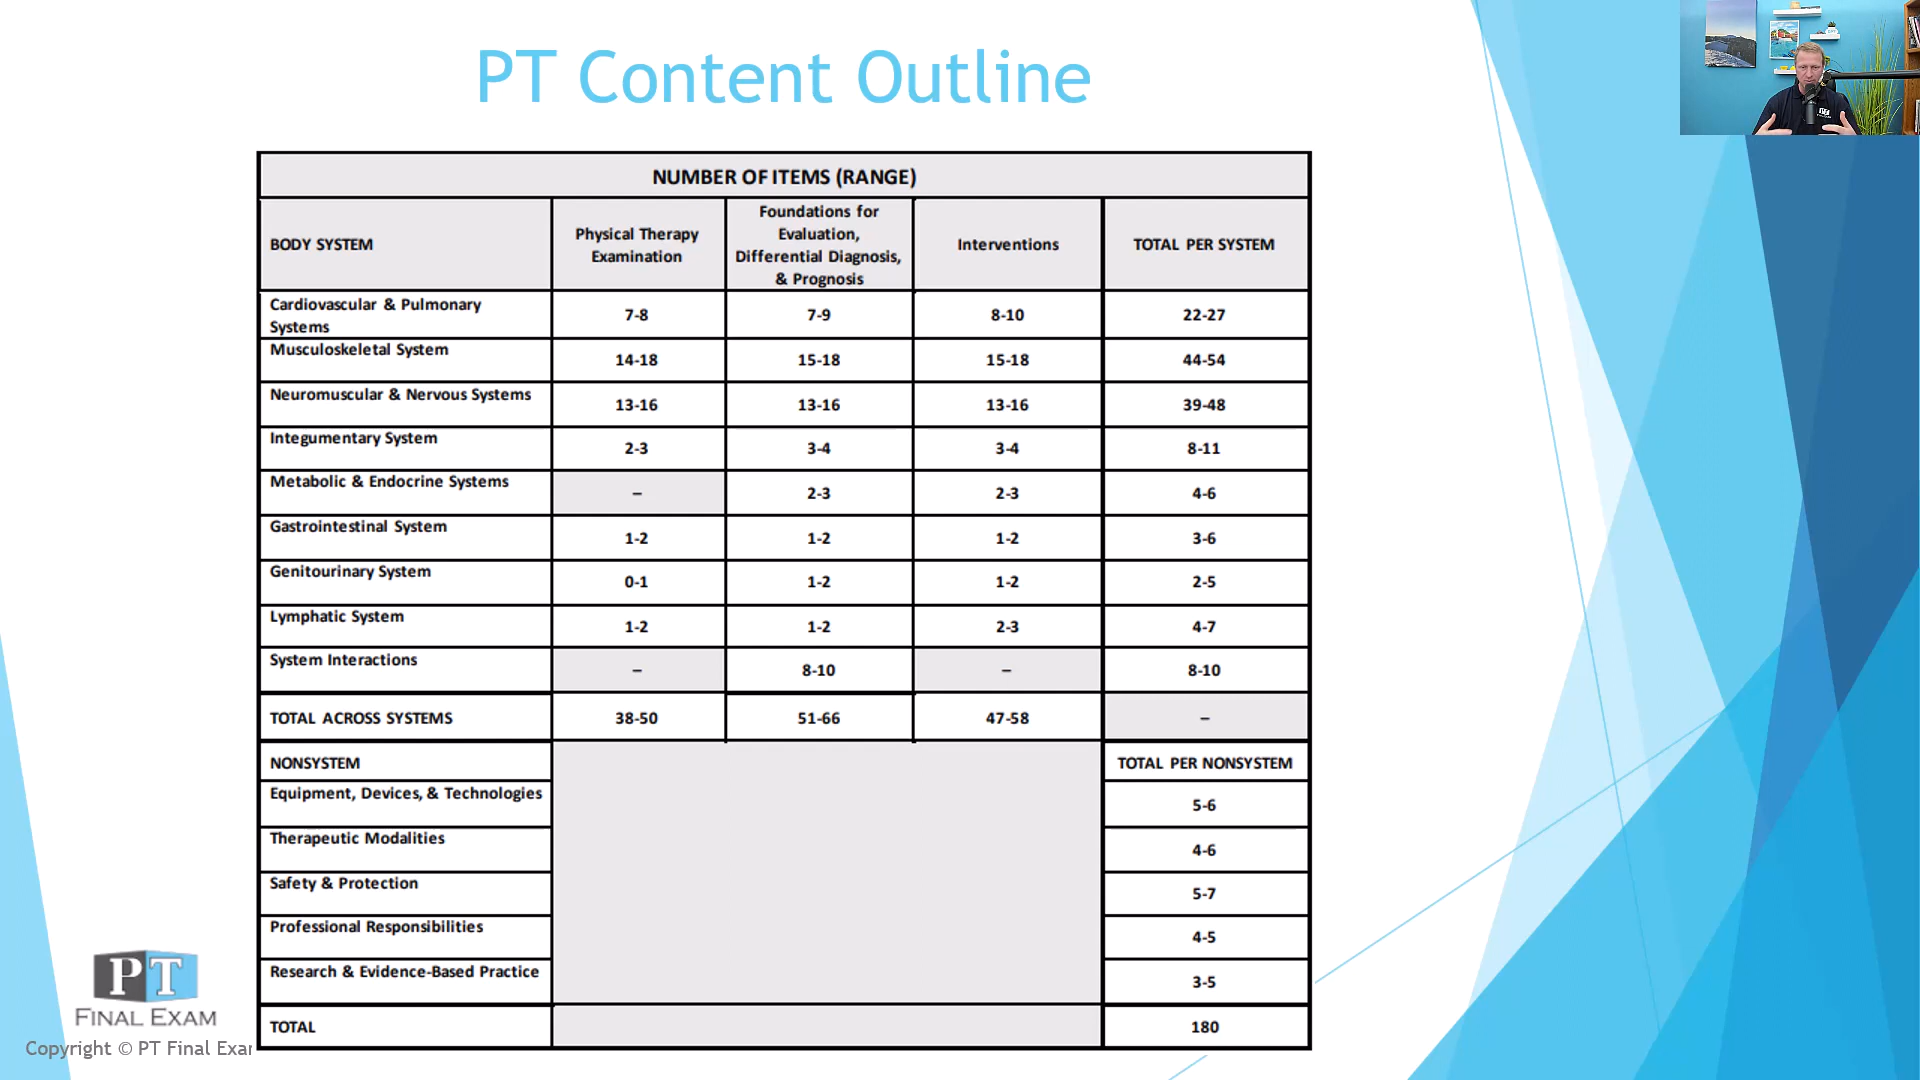 PT Content Outline
NUMBER OF ITEMS (RANGE)
BODY SYSTEM
Physical Therapy
Examination
Foundations for
Evaluation,
Differential Diagnosis,
& Prognosis
Interventions
TOTAL PER SYSTEM
Cardiovascular & Pulmonary
Systems
7-8
7-9
8-10
22-27
Musculoskeletal System
14-18
15-18
15-18
44-54
Neuromuscular & Nervous Systems
13-16
13-16
13-16
39-48
Integumentary System
2-3
3-4
3-4
8-11
Metabolic & Endocrine Systems
–
2-3
2-3
4-6
Gastrointestinal System
1-2
1-2
1-2
3-6
Genitourinary System
0-1
1-2
1-2
2-5
Lymphatic System
1-2
1-2
2-3
4-7
System Interactions
–
8-10
–
8-10
TOTAL ACROSS SYSTEMS
38-50
51-66
47-58
–
NONSYSTEM
TOTAL PER NONSYSTEM
Equipment, Devices, & Technologies
5-6
Therapeutic Modalities
4-6
Safety & Protection
5-7
Professional Responsibilities
4-5
Research & Evidence-Based Practice
3-5
TOTAL
180
PT
FINAL EXAM
Copyright © PT Final Exar